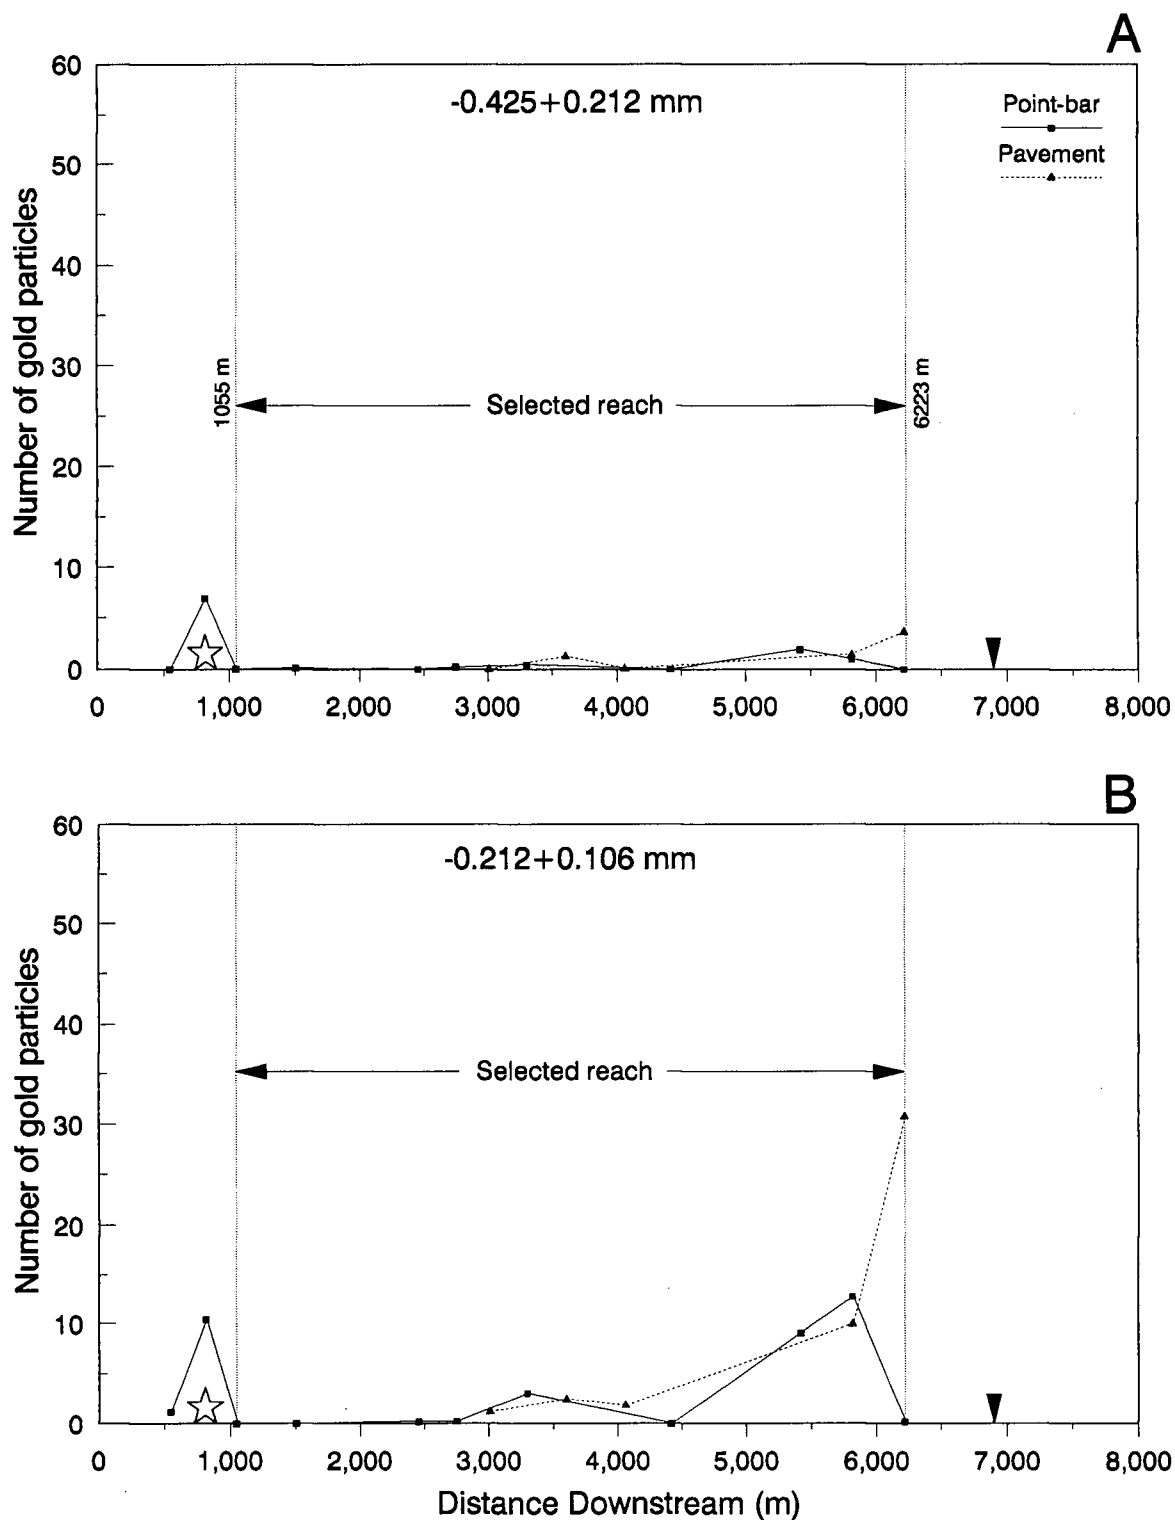 A
60
-0.425+0.212 mm
Point-bar
Pavement
50
40
30
20
10
0
Number of gold particles
1055 m
Selected reach
6223 m
0 1,000 2,000 3,000 4,000 5,000 6,000 7,000 8,000
B
60
-0.212+0.106 mm
50
40
30
20
10
0
Number of gold particles
Selected reach
0 1,000 2,000 3,000 4,000 5,000 6,000 7,000 8,000
Distance Downstream (m)